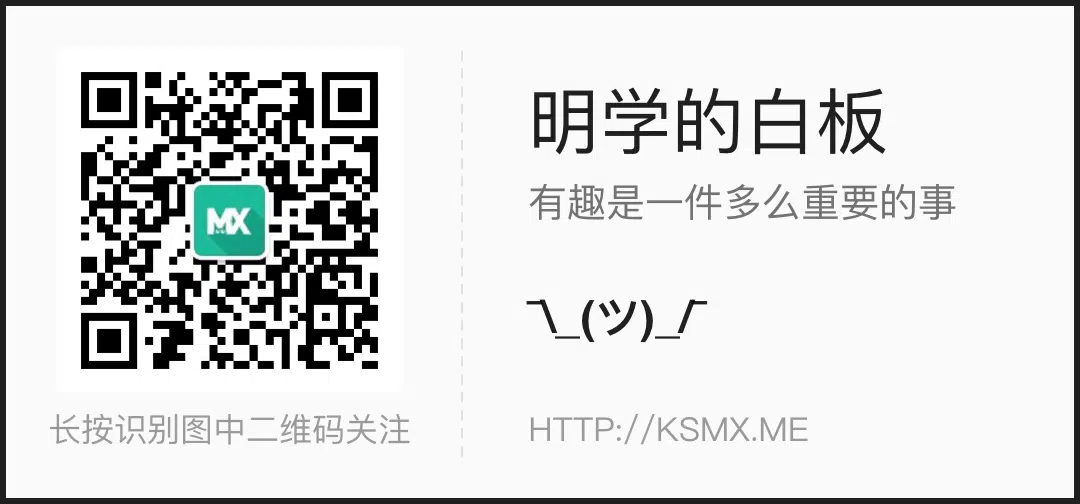 MX
长按识别图中二维码关注
明学的白板
有趣是一件多么重要的事
¯\_(ツ)_/¯
HTTP://KSMX.ME